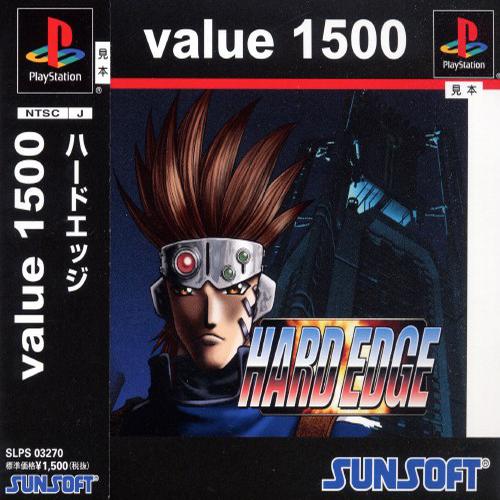 PlayStation
見本
NTSC J
ハードエッジ
value 1500
SLPS 03270
標準価格¥1,500(税抜)
SUNSOFT
value 1500
PlayStation
見本
HARD EDGE
SUNSOFT